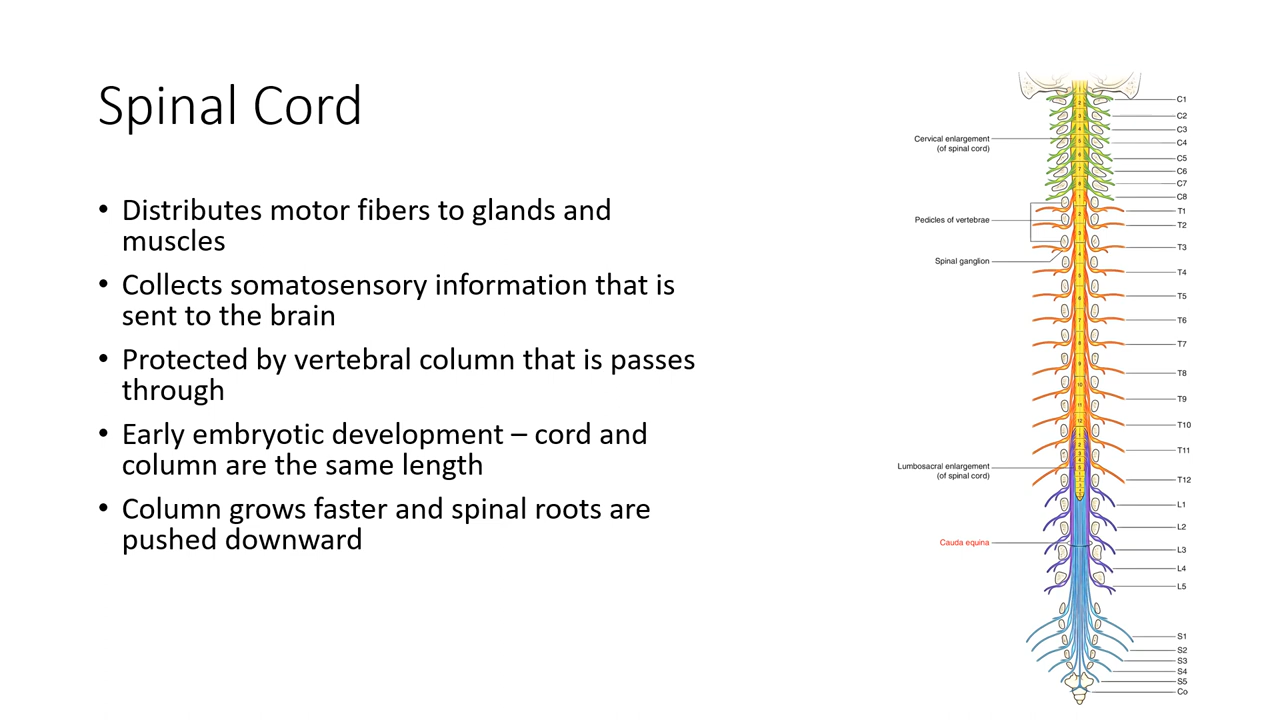 Spinal Cord
• Distributes motor fibers to glands and
muscles
• Collects somatosensory information that is
sent to the brain
• Protected by vertebral column that is passes
through
• Early embryotic development – cord and
column are the same length
• Column grows faster and spinal roots are
pushed downward
Cervical enlargement
(of spinal cord)
Pedicles of vertebrae
Spinal ganglion
Lumbosacral enlargement
(of spinal cord)
Cauda equina
C1
C2
C3
C4
C5
C6
C7
C8
T1
T2
T3
T4
T5
T6
T7
T8
T9
T10
T11
T12
L1
L2
L3
L4
L5
S1
S2
S3
S4
S5
Co